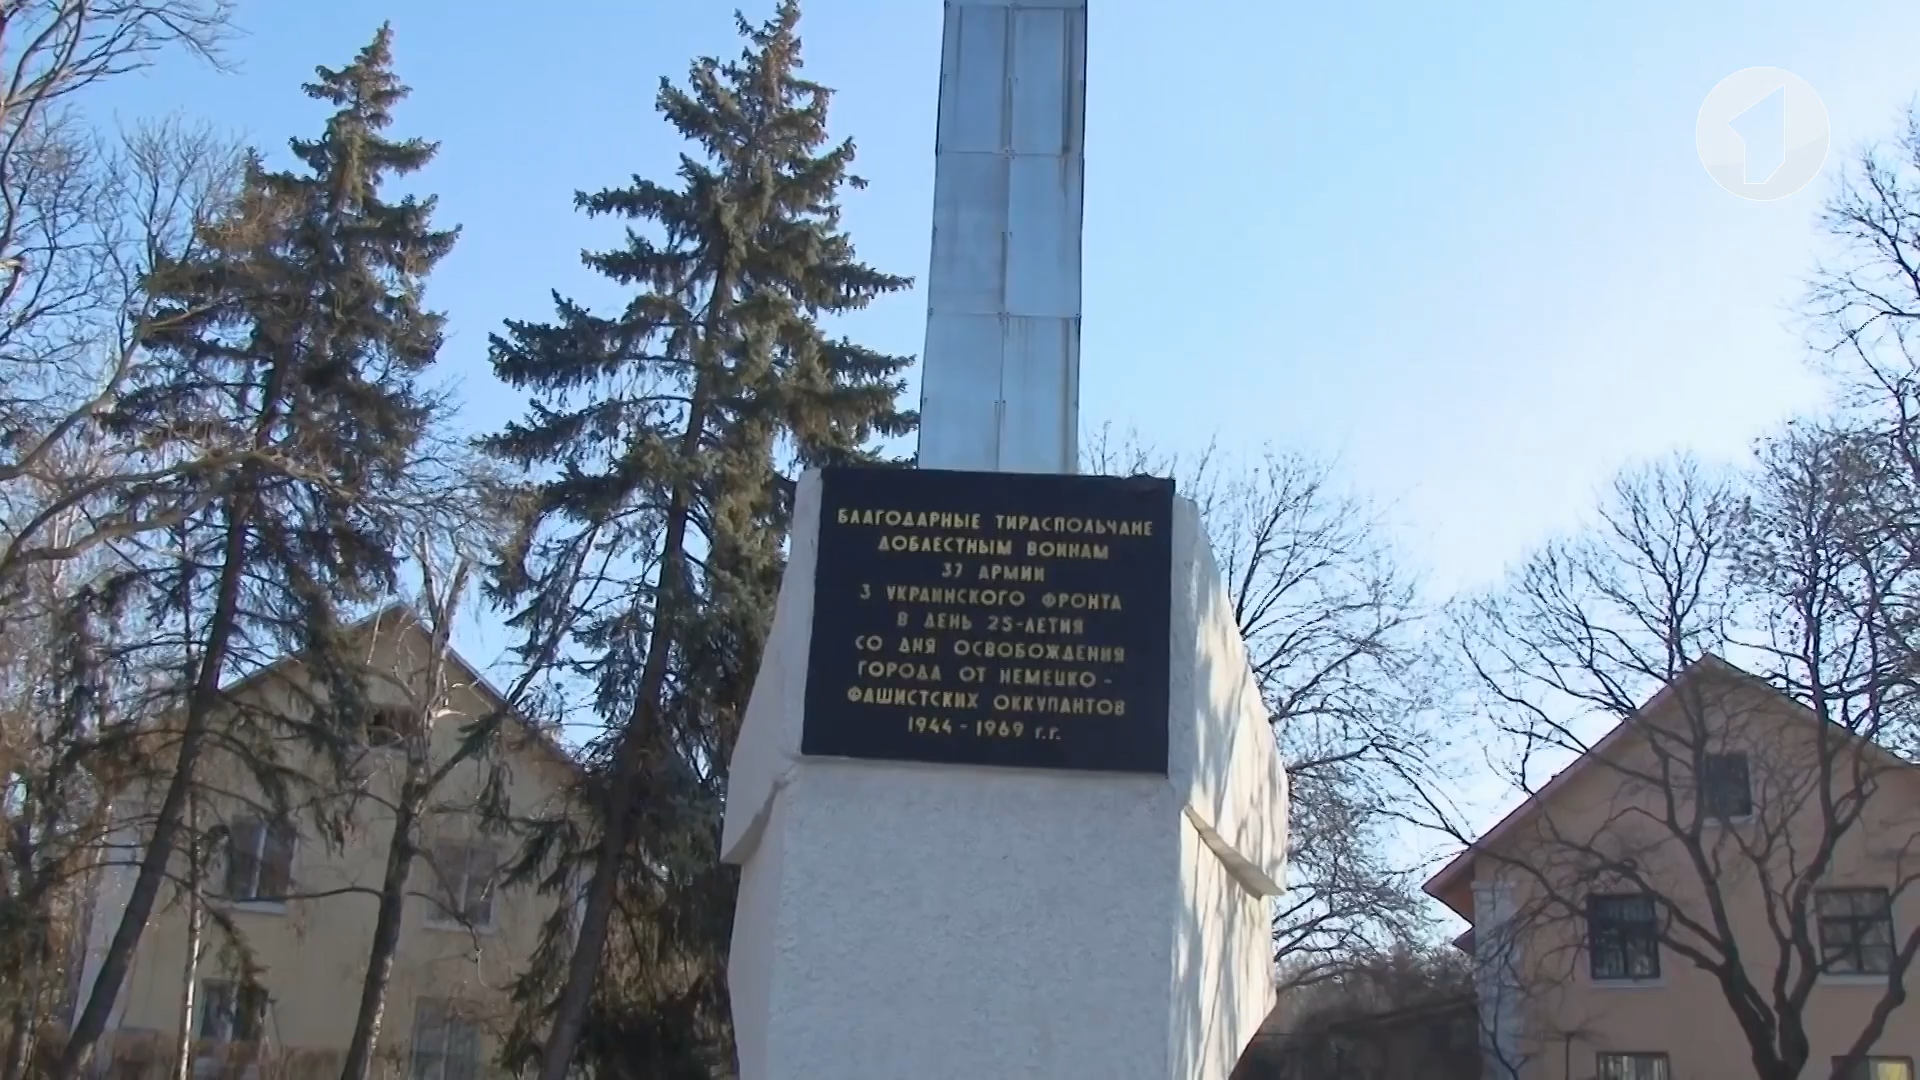 БЛАГОДАРНЫЕ ТИРАСПОЛЬЧАНЕ
ДОБЛЕСТНЫМ ВОИНАМ
37 АРМИИ
3 УКРАИНСКОГО ФРОНТА
В ДЕНЬ 25-ЛЕТИЯ
СО ДНЯ ОСВОБОЖДЕНИЯ
ГОРОДА ОТ НЕМЕЦКО-
ФАШИСТСКИХ ОККУПАНТОВ
1944 - 1969 г.г.
1